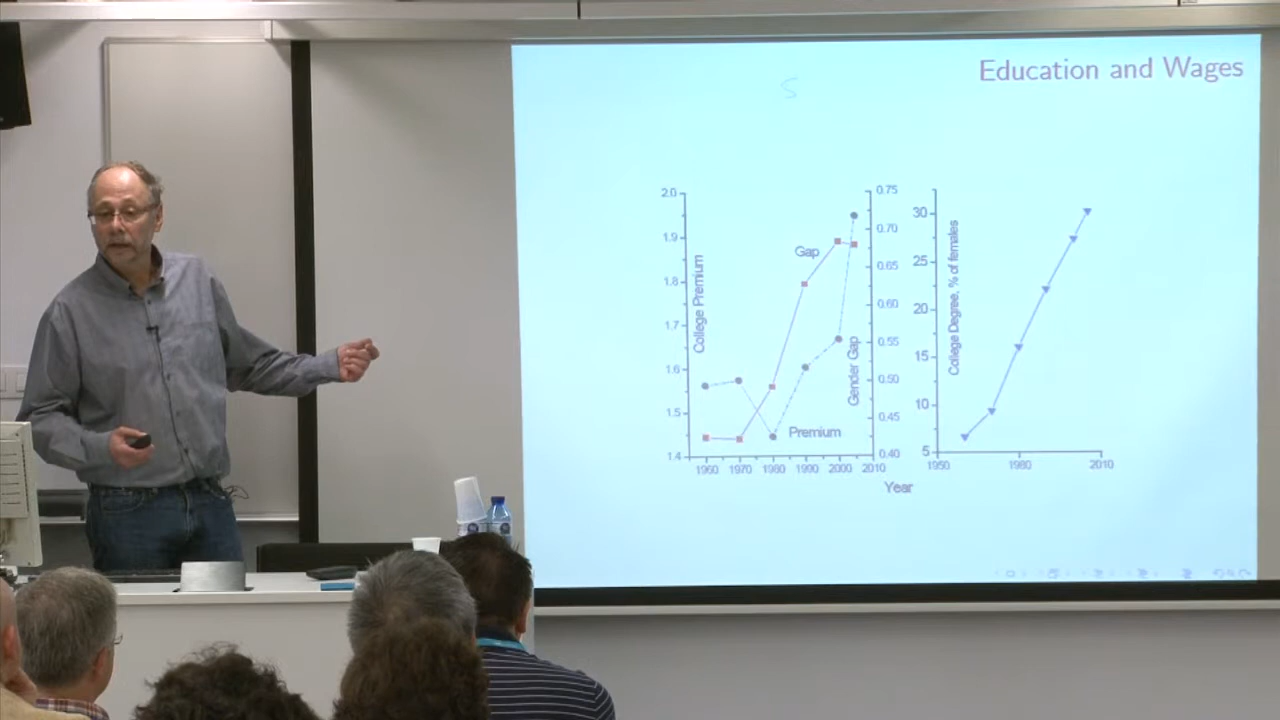 Education and Wages
S
College Premium
2.0
1.9
1.8
1.7
1.6
1.5
1.4
Gap
Premium
1960 1970 1980 1990 2000 2010
Gender Gap
0.75
0.70
0.65
0.60
0.55
0.50
0.45
0.40
Year
College Degree, % of females
30
25
20
15
10
5
1950 1980 2010